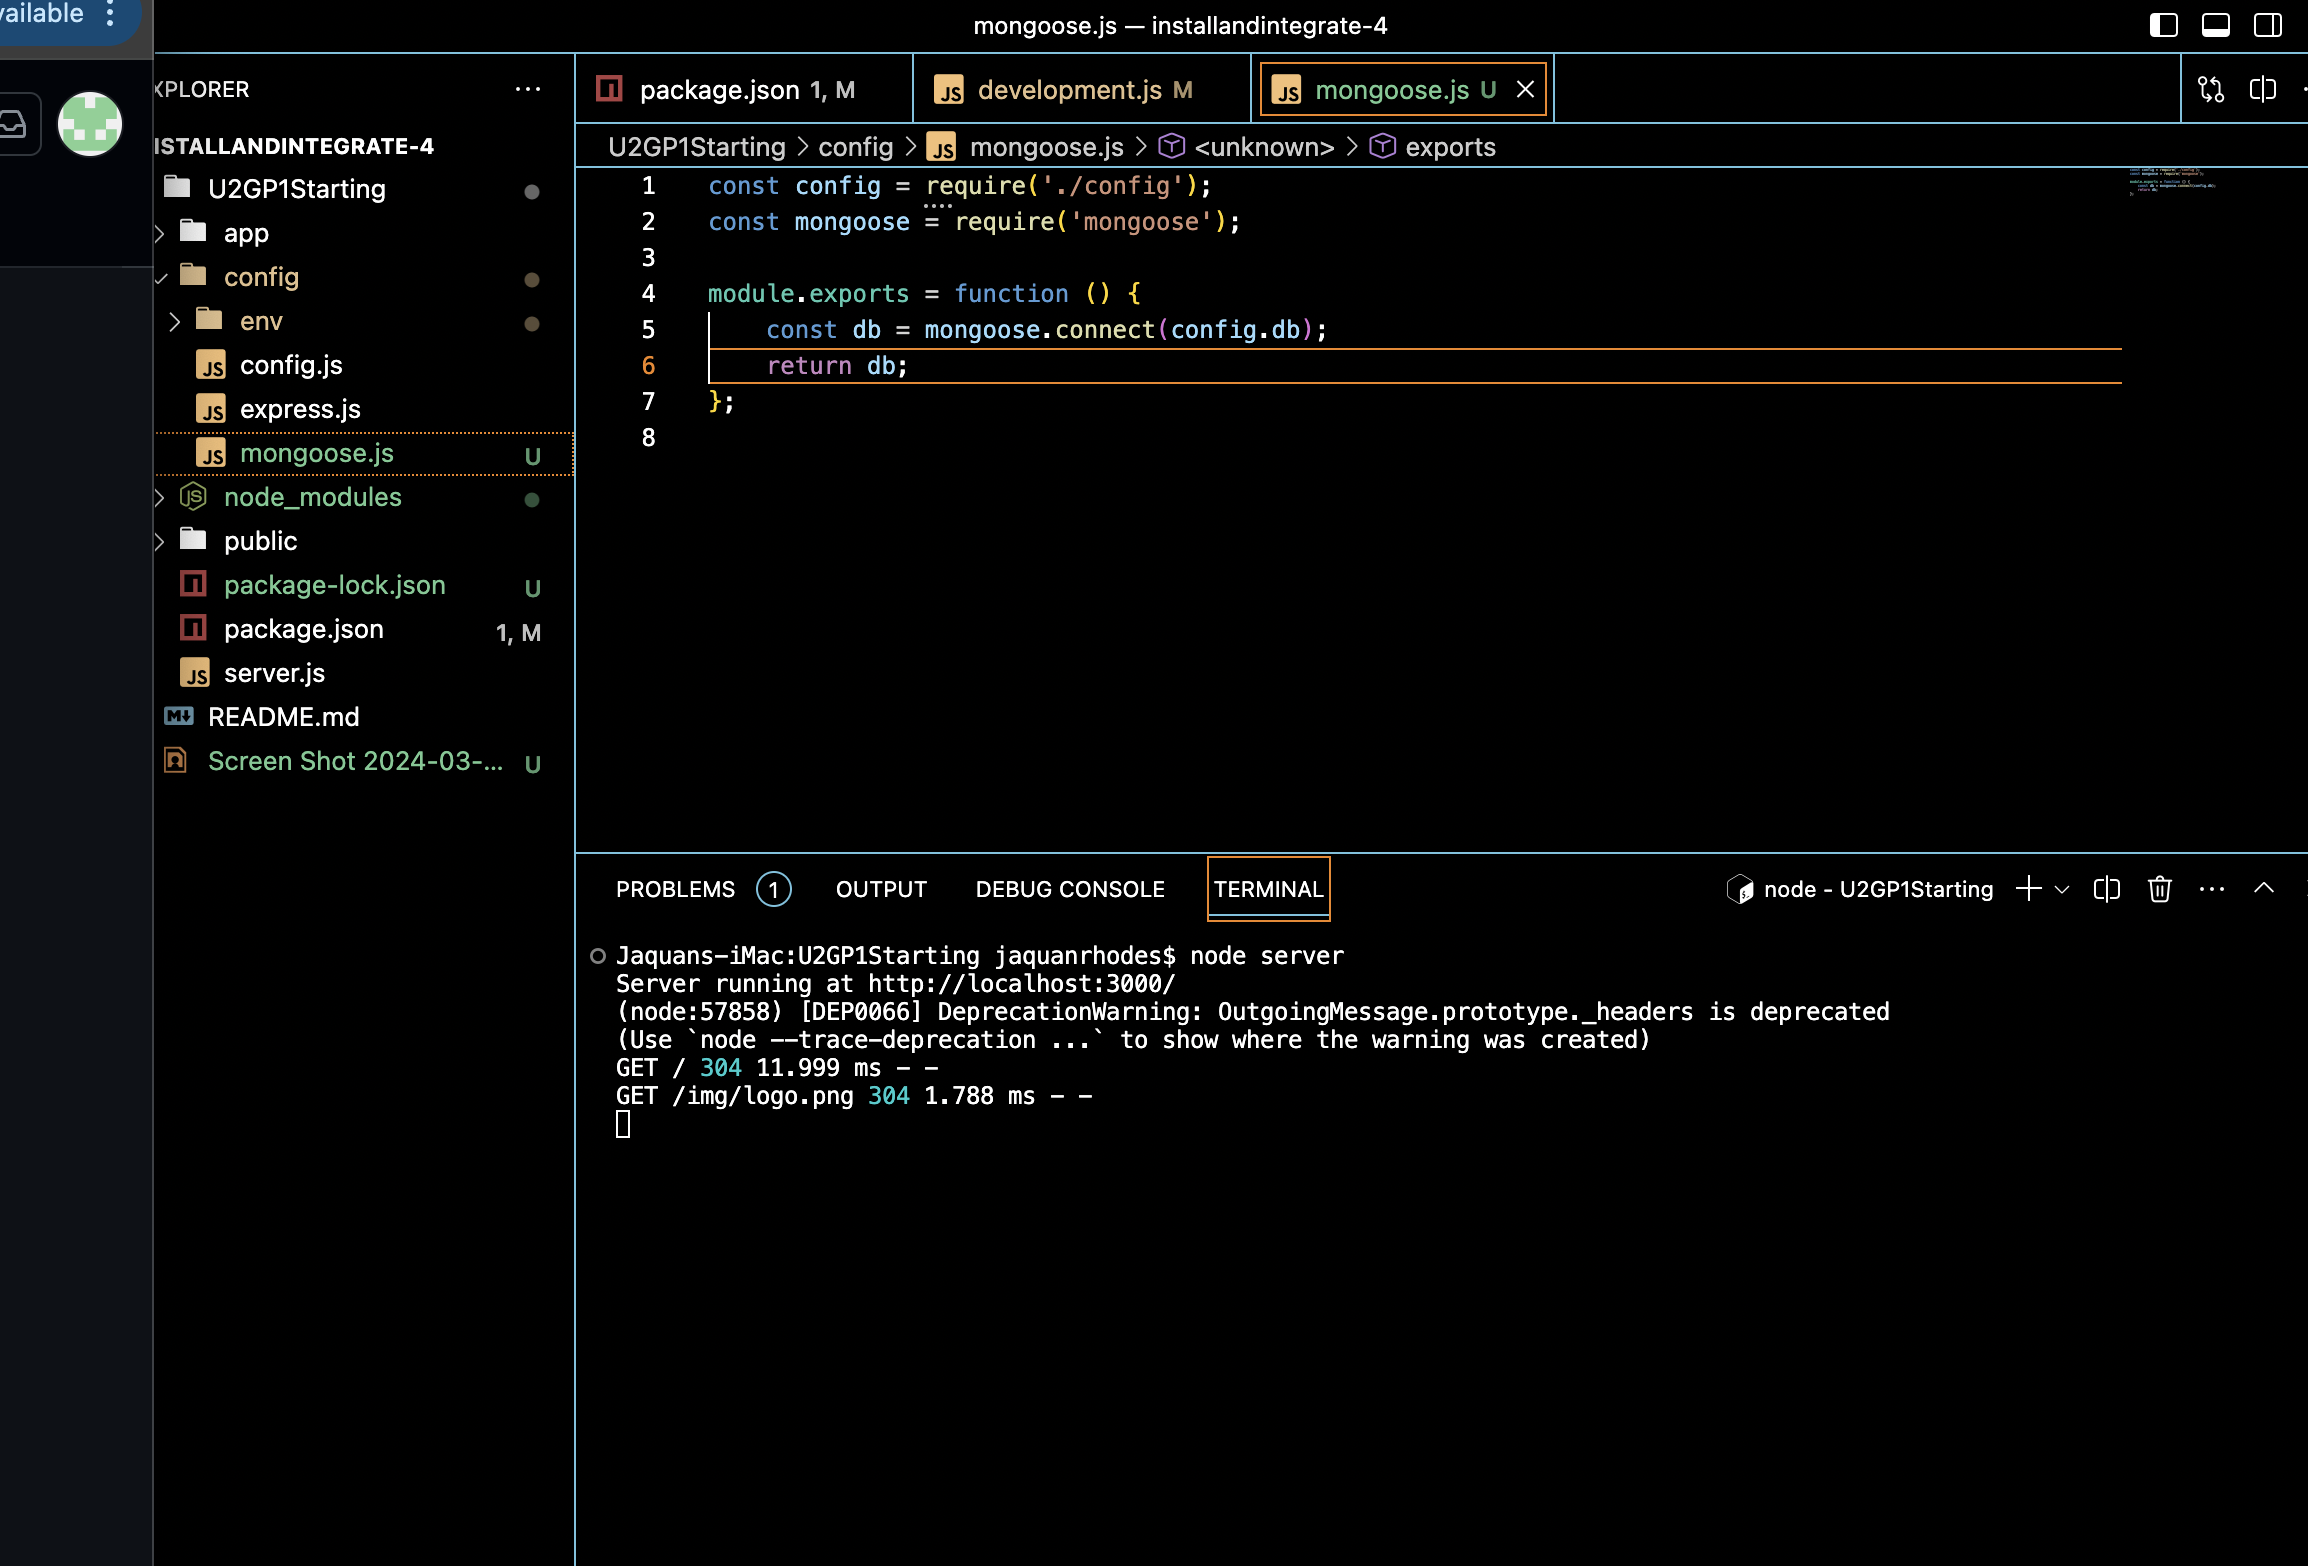 vailable
mongoose.js — installandintegrate-4
XPLORER
package.json 1, M
development.js M
mongoose.js U
ISTALLANDINTEGRATE-4
U2GP1Starting > config > mongoose.js > <unknown> > exports
U2GP1Starting
app
config
env
config.js
express.js
mongoose.js U
node_modules
public
package-lock.json U
package.json 1, M
server.js
README.md
Screen Shot 2024-03-... U
1 const config = require('./config');
2 const mongoose = require('mongoose');
3
4 module.exports = function () {
5 const db = mongoose.connect(config.db);
6 return db;
7 };
8
PROBLEMS 1 OUTPUT DEBUG CONSOLE TERMINAL node - U2GP1Starting
Jaquans-iMac:U2GP1Starting jaquanrhodes$ node server
Server running at http://localhost:3000/
(node:57858) [DEP0066] DeprecationWarning: OutgoingMessage.prototype._headers is deprecated
(Use `node --trace-deprecation ...` to show where the warning was created)
GET / 304 11.999 ms - -
GET /img/logo.png 304 1.788 ms - -